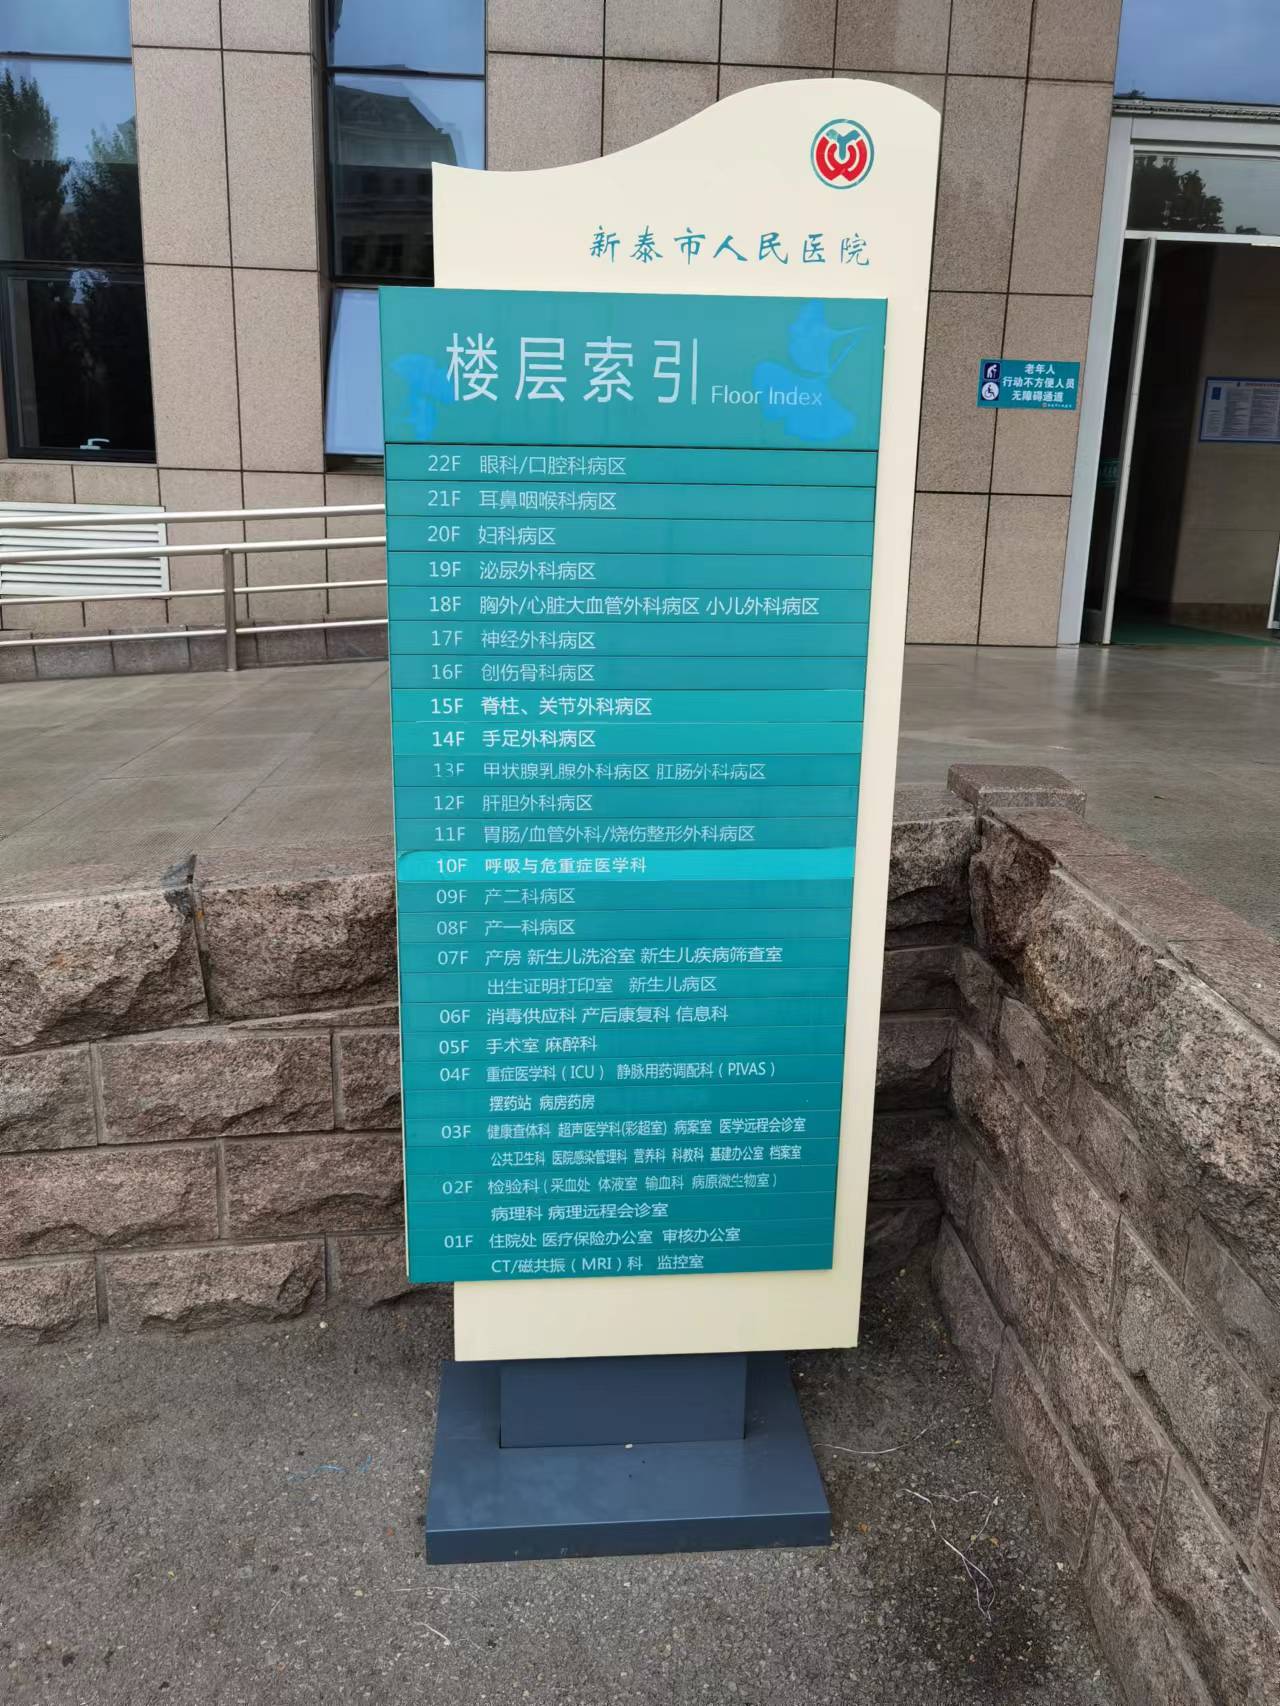 新泰市人民医院
楼层索引 Floor Index
22F 眼科/口腔科病区
21F 耳鼻咽喉科病区
20F 妇科病区
19F 泌尿外科病区
18F 胸外/心脏大血管外科病区 小儿外科病区
17F 神经外科病区
16F 创伤骨科病区
15F 脊柱、关节外科病区
14F 手足外科病区
13F 甲状腺乳腺外科病区 肛肠外科病区
12F 肝胆外科病区
11F 胃肠/血管外科/烧伤整形外科病区
10F 呼吸与危重症医学科
09F 产二科病区
08F 产一科病区
07F 产房 新生儿洗浴室 新生儿疾病筛查室
出生证明打印室 新生儿病区
06F 消毒供应科 产后康复科 信息科
05F 手术室 麻醉科
04F 重症医学科(ICU) 静脉用药调配科(PIVAS)
摆药站 病房药房
03F 健康查体科 超声医学科(彩超室) 病案室 医学远程会诊室
公共卫生科 医院感染管理科 营养科 科教科 基建办公室 档案室
02F 检验科(采血处 体液室 输血科 病原微生物室)
病理科 病理远程会诊室
01F 住院处 医疗保险办公室 审核办公室
CT/磁共振(MRI)科 监控室
老年人
行动不方便人员
无障碍通道